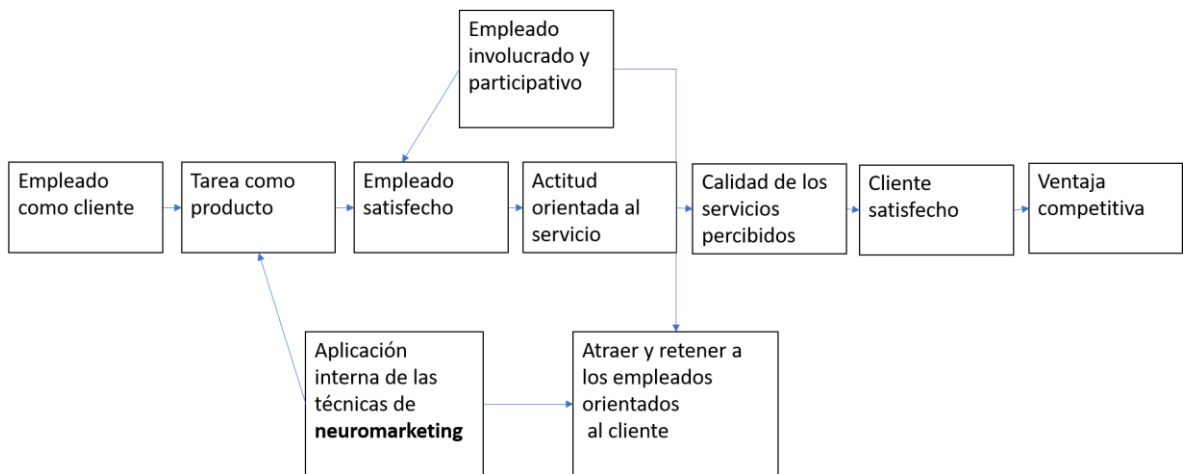 Empleado
involucrado y
participativo
Empleado
como cliente
Tarea como
producto
Empleado
satisfecho
Actitud
orientada al
servicio
Calidad de los
servicios
percibidos
Cliente
satisfecho
Ventaja
competitiva
Aplicación
interna de las
técnicas de
neuromarketing
Atraer y retener a
los empleados
orientados
al cliente